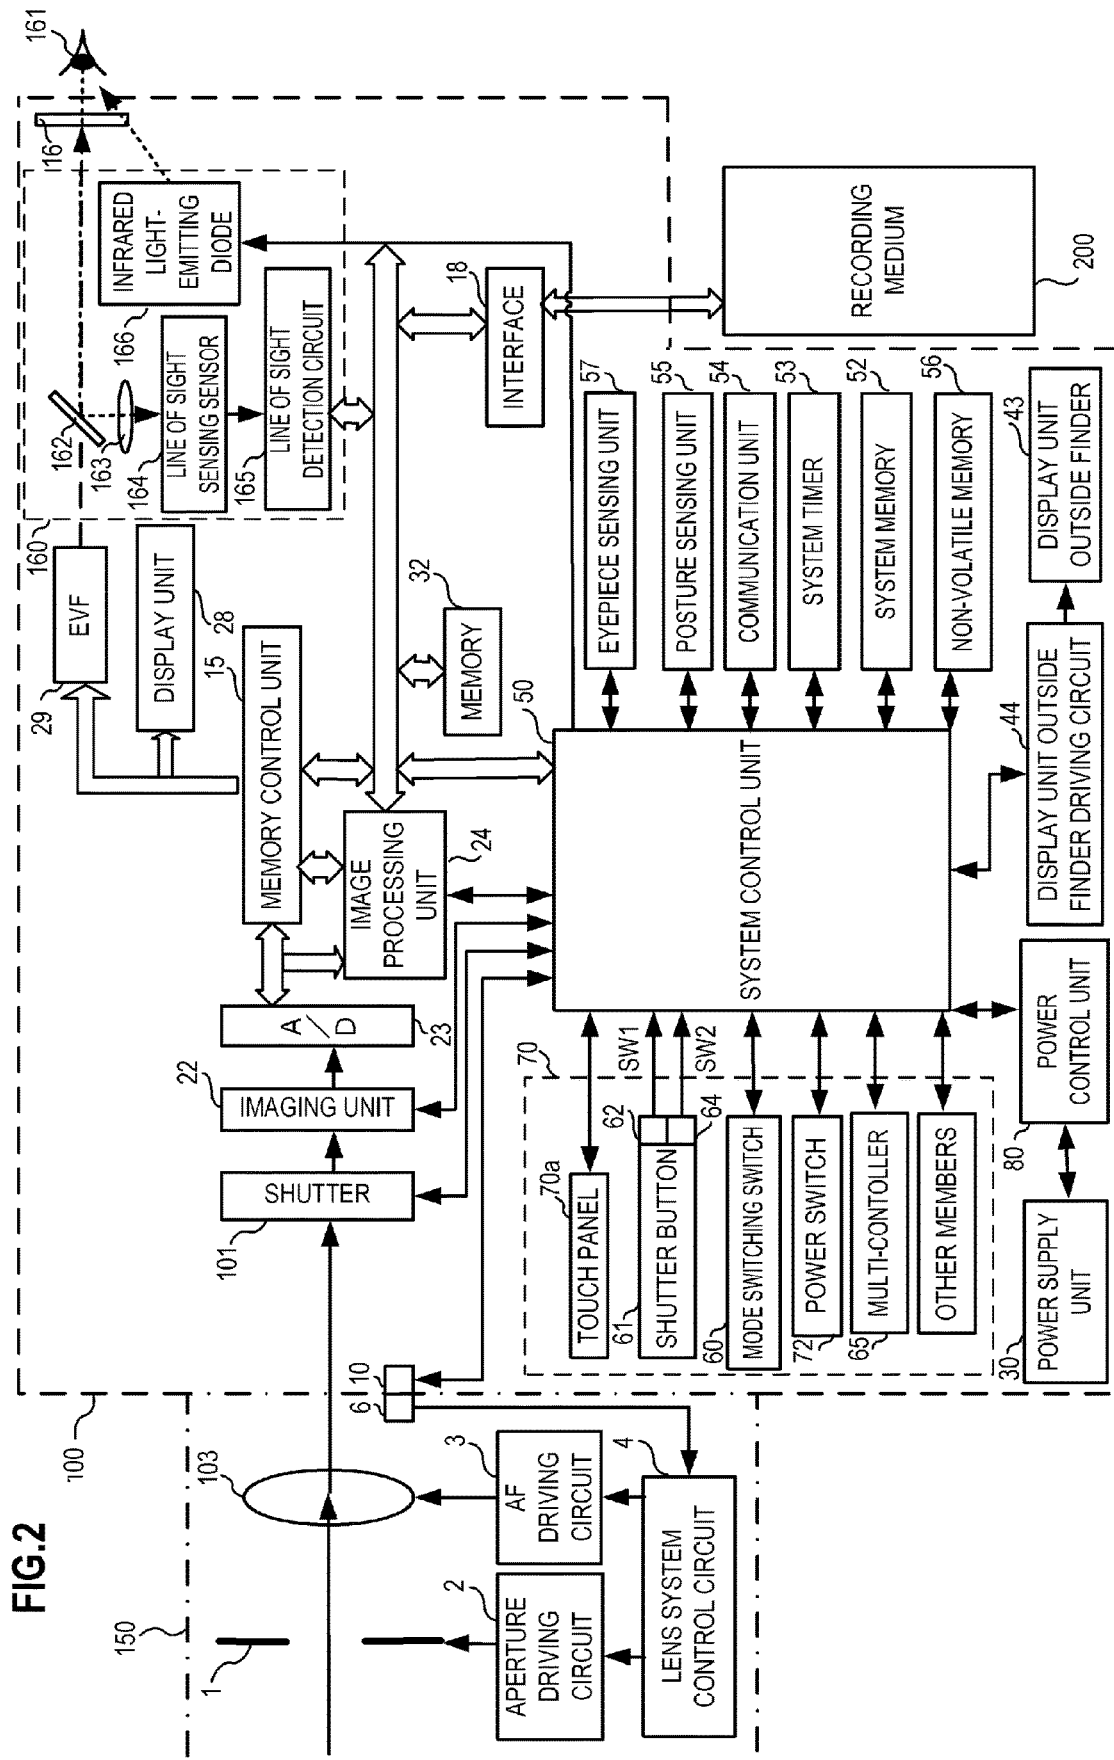 FIG.2
150
100
1
103
APERTURE
DRIVING
CIRCUIT
2
AF
DRIVING
CIRCUIT
3
LENS SYSTEM
CONTROL CIRCUIT
4
6
10
SHUTTER
101
IMAGING UNIT
22
A/D
23
MEMORY CONTROL UNIT
15
IMAGE
PROCESSING
UNIT
24
EVF
29
DISPLAY UNIT
28
MEMORY
32
160
162
163
164
LINE OF SIGHT
SENSING SENSOR
165
LINE OF SIGHT
DETECTION CIRCUIT
166
INFRARED
LIGHT-
EMITTING
DIODE
16
161
INTERFACE
18
RECORDING
MEDIUM
200
SYSTEM CONTROL UNIT
50
EYEPIECE SENSING UNIT
57
POSTURE SENSING UNIT
55
COMMUNICATION UNIT
54
SYSTEM TIMER
53
SYSTEM MEMORY
52
NON-VOLATILE MEMORY
56
70
TOUCH PANEL
70a
SHUTTER BUTTON
61
62
64
SW1
SW2
MODE SWITCHING SWITCH
60
POWER SWITCH
72
MULTI-CONTOLLER
65
OTHER MEMBERS
POWER SUPPLY
UNIT
30
POWER
CONTROL UNIT
80
DISPLAY UNIT OUTSIDE
FINDER DRIVING CIRCUIT
44
DISPLAY UNIT
OUTSIDE FINDER
43